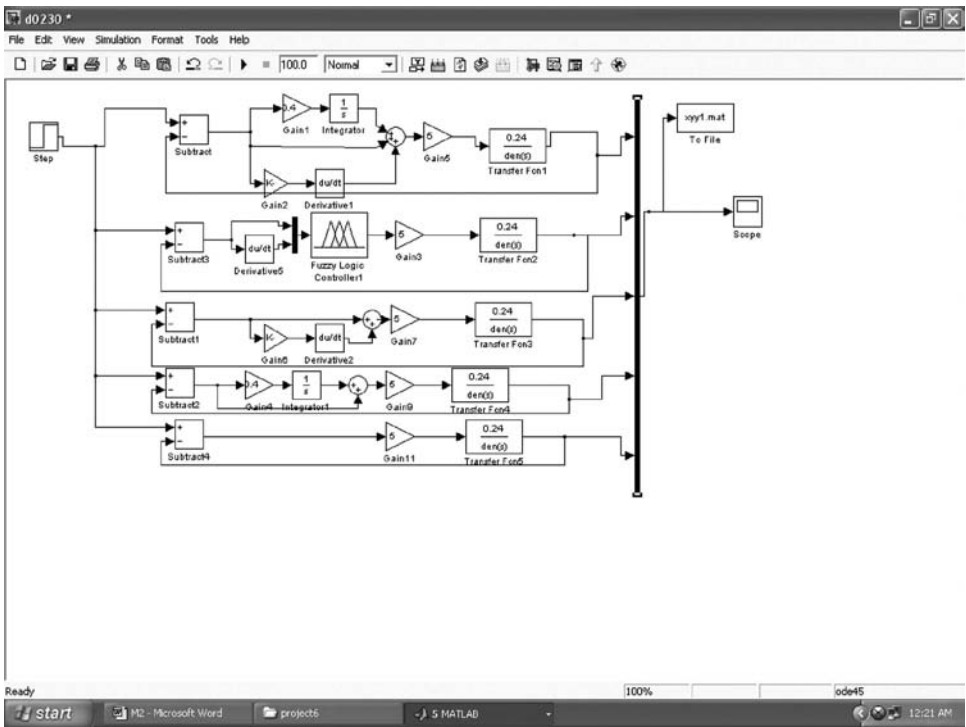 d0230 *
File Edit View Simulation Format Tools Help
100.0 Normal
Step
+
−
Subtract
0.4
Gain1
1
s
Integrator
5
Gain5
0.24
den(s)
Transfer Fcn1
xyy1.mat
To File
K-
Gain2
du/dt
Derivative1
+
−
Subtract3
du/dt
Derivative5
Fuzzy Logic
Controller1
5
Gain3
0.24
den(s)
Transfer Fcn2
Scope
+
−
Subtract1
K-
Gain6
du/dt
Derivative2
+
+
5
Gain7
0.24
den(s)
Transfer Fcn3
+
−
Subtract2
0.4
Gain4
1
s
Integrator1
+
+
5
Gain9
0.24
den(s)
Transfer Fcn4
+
−
Subtract4
5
Gain11
0.24
den(s)
Transfer Fcn5
Ready 100% ode45
start M2 - Microsoft Word project6 5 MATLAB 12:21 AM